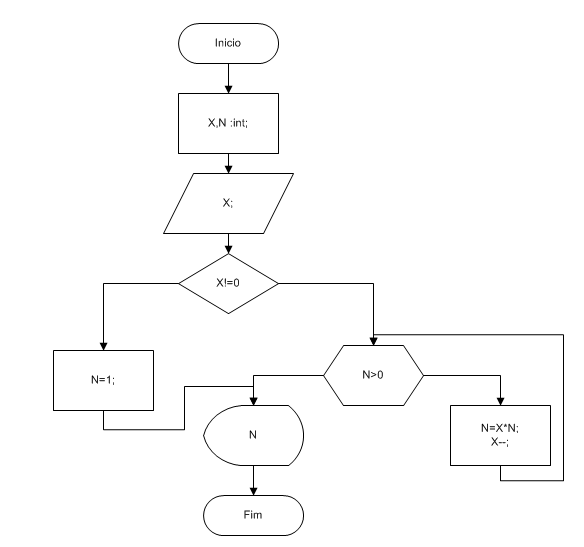 Inicio
X,N :int;
X;
X!=0
N=1;
N>0
N
N=X*N;
X--;
Fim